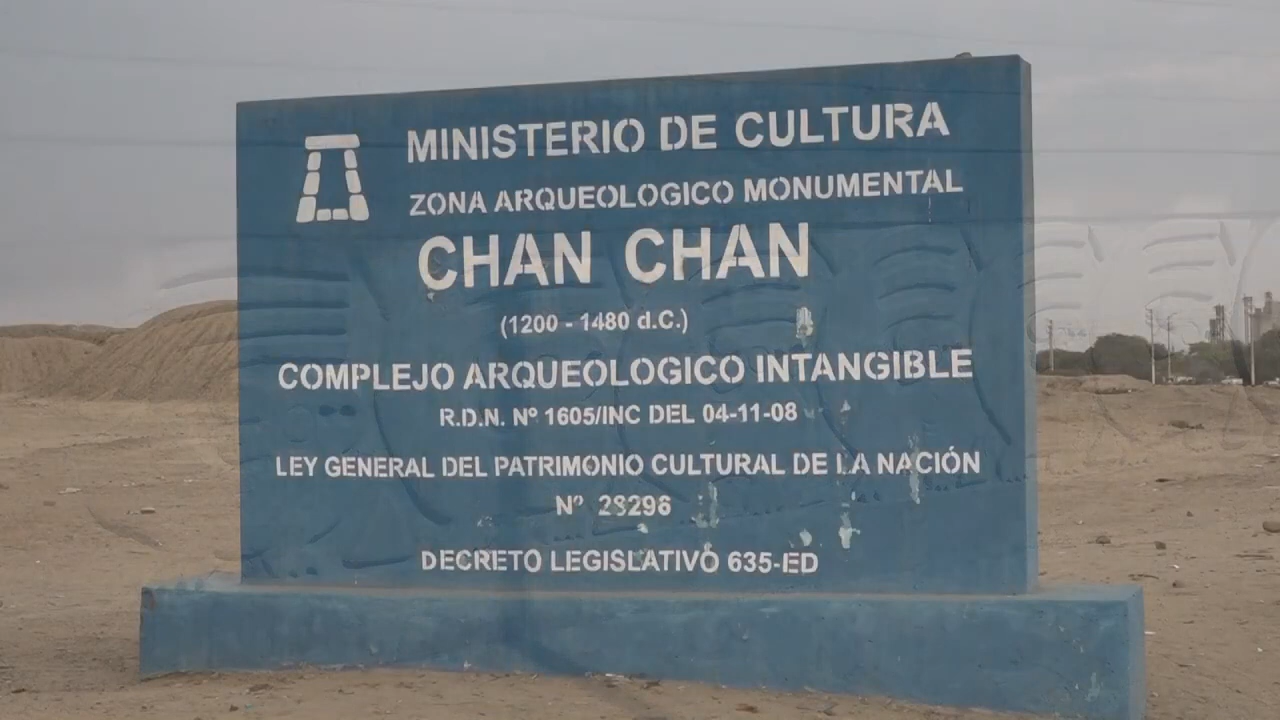 MINISTERIO DE CULTURA
ZONA ARQUEOLOGICO MONUMENTAL
CHAN CHAN
(1200 - 1480 d.C.)
COMPLEJO ARQUEOLOGICO INTANGIBLE
R.D.N. Nº 1605/INC DEL 04-11-08
LEY GENERAL DEL PATRIMONIO CULTURAL DE LA NACIÓN
Nº 28296
DECRETO LEGISLATIVO 635-ED